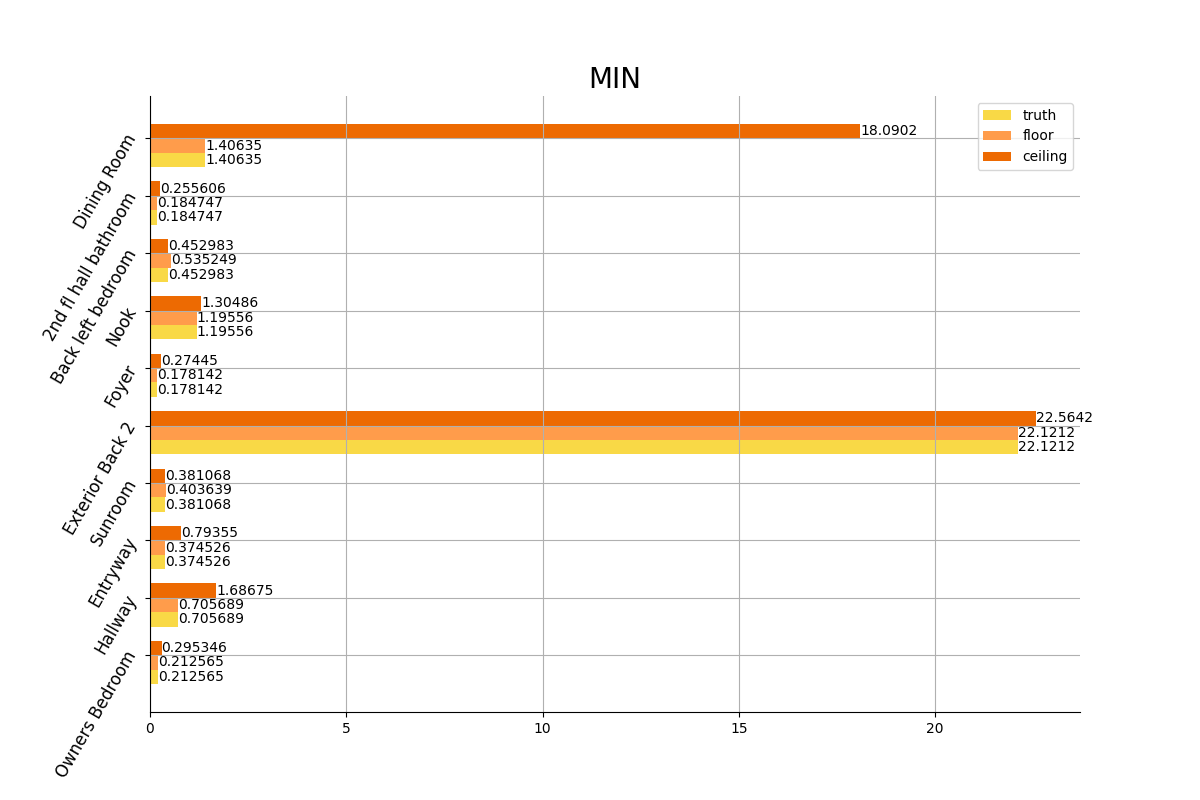 MIN
truth
floor
ceiling
Dining Room
18.0902
1.40635
1.40635
2nd fl hall bathroom
0.255606
0.184747
0.184747
Back left bedroom
0.452983
0.535249
0.452983
Nook
1.30486
1.19556
1.19556
Foyer
0.27445
0.178142
0.178142
Exterior Back 2
22.5642
22.1212
22.1212
Sunroom
0.381068
0.403639
0.381068
Entryway
0.79355
0.374526
0.374526
Hallway
1.68675
0.705689
0.705689
Owners Bedroom
0.295346
0.212565
0.212565
0 5 10 15 20